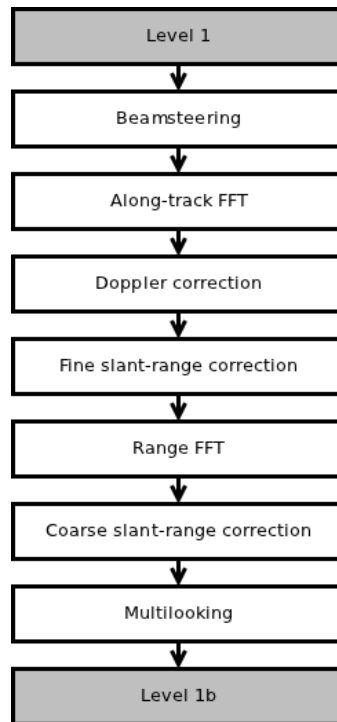 Level 1
Beamsteering
Along-track FFT
Doppler correction
Fine slant-range correction
Range FFT
Coarse slant-range correction
Multilooking
Level 1b